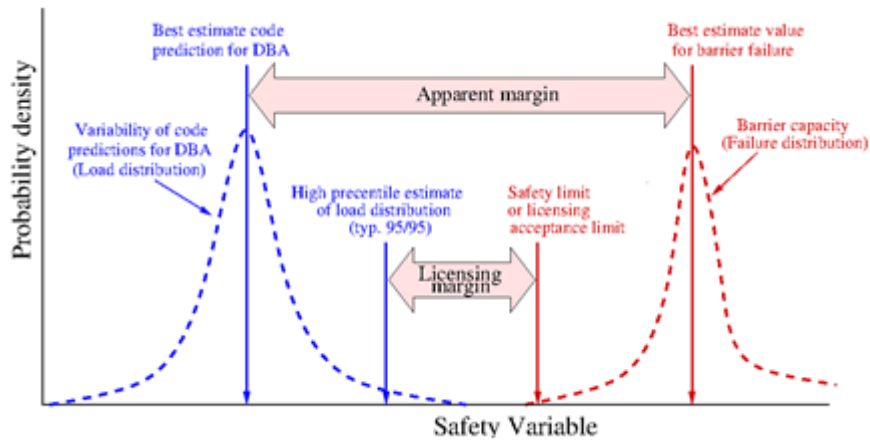 Best estimate code
prediction for DBA
Best estimate value
for barrier failure
Apparent margin
Variability of code
predictions for DBA
(Load distribution)
Barrier capacity
(Failure distribution)
High precentile estimate
of load distribution
(typ. 95/95)
Safety limit
or licensing
acceptance limit
Licensing
margin
Probability density
Safety Variable